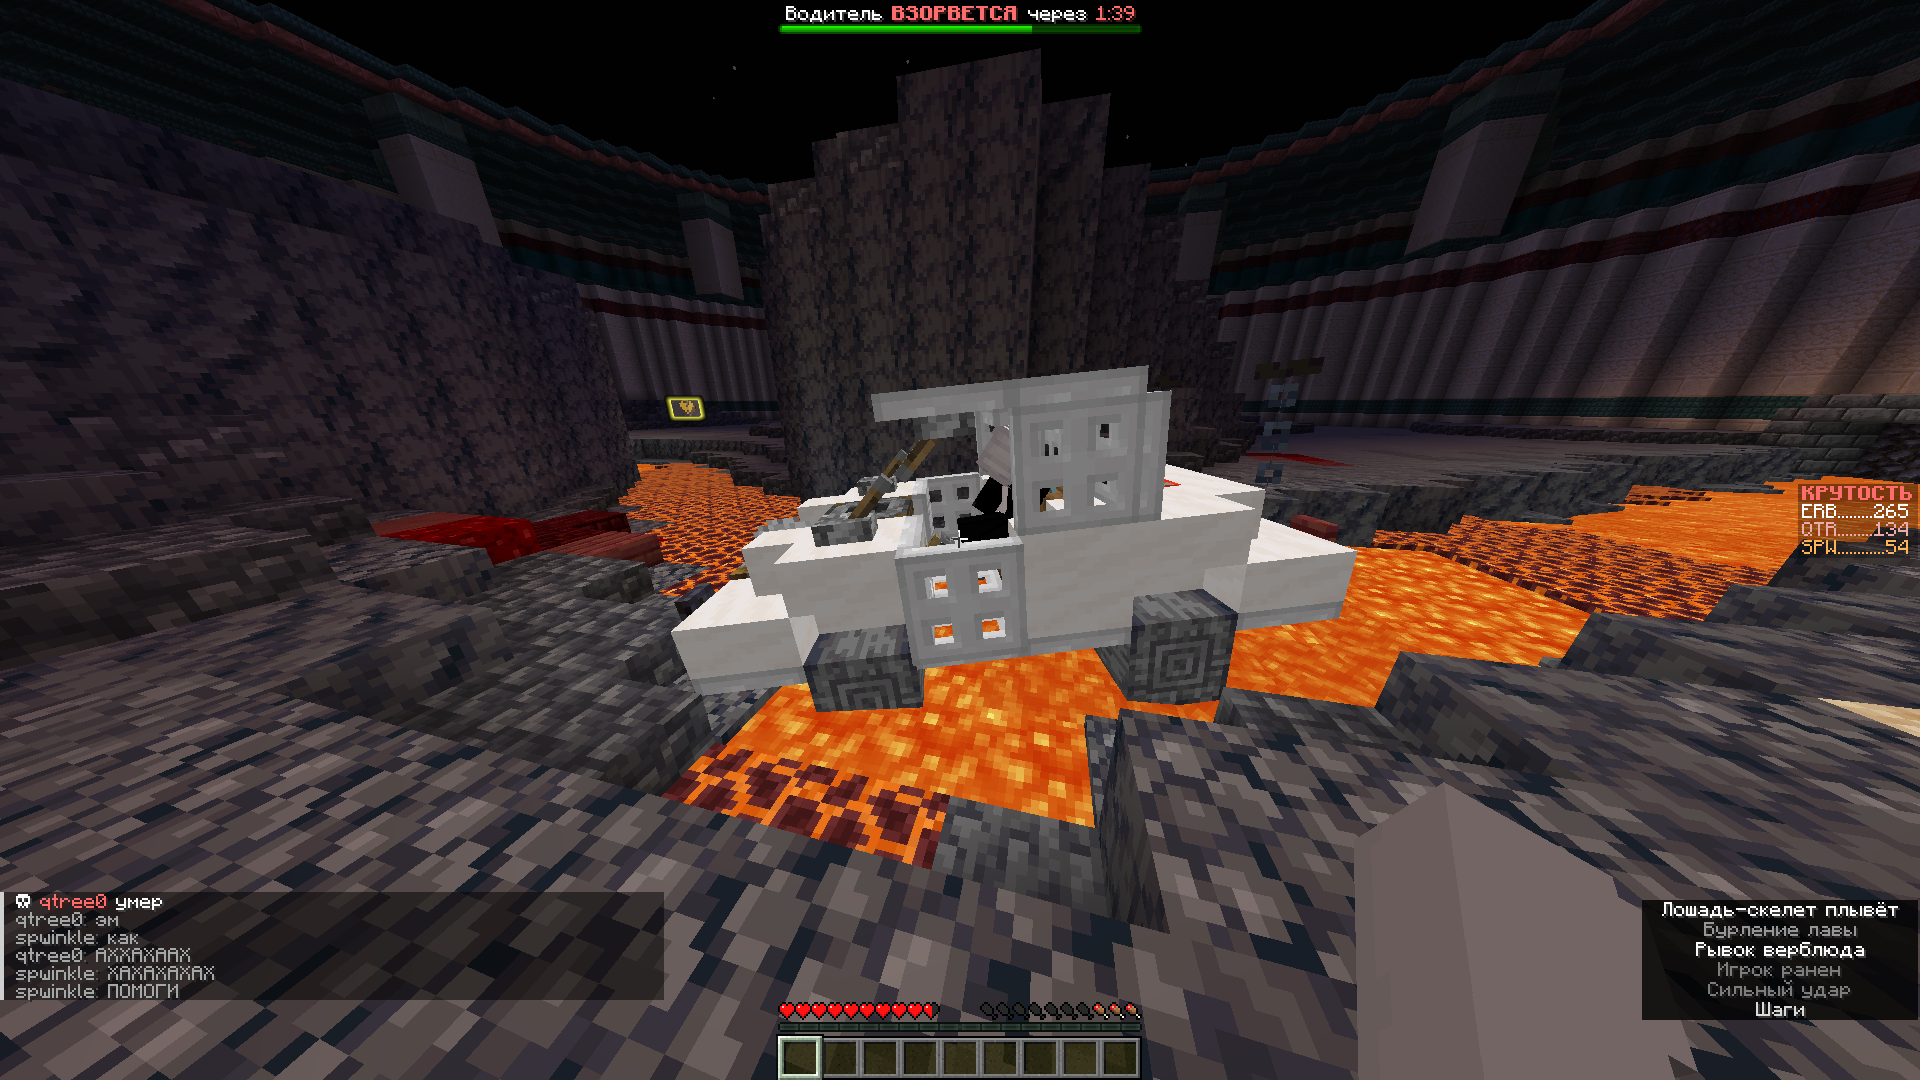 Водитель ВЗОРВЕТСЯ через 1:39
КРУТОСТЬ
ERB........265
QTR........134
SPW..........54
qtree0 умер
qtree0: эм
spwinkle: как
qtree0: АХХАХААХ
spwinkle: ХАХАХАХАХ
spwinkle: ПОМОГИ
Лошадь-скелет плывёт
Бурление лавы
Рывок верблюда
Игрок ранен
Сильный удар
Шаги